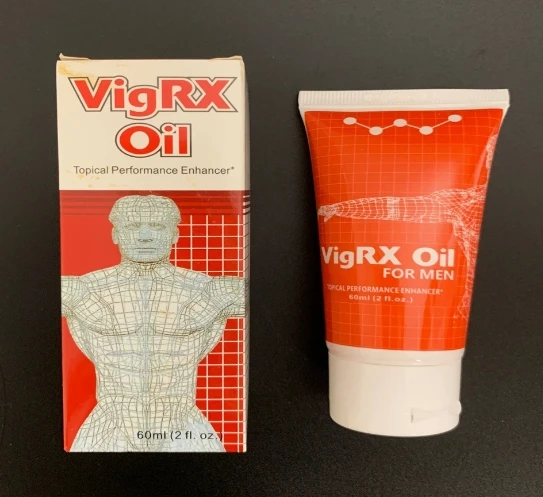 VigRX
Oil
Topical Performance Enhancer*
60ml (2 fl. oz.)
VigRX Oil
FOR MEN
TOPICAL PERFORMANCE ENHANCER*
60ml (2 fl. oz.)